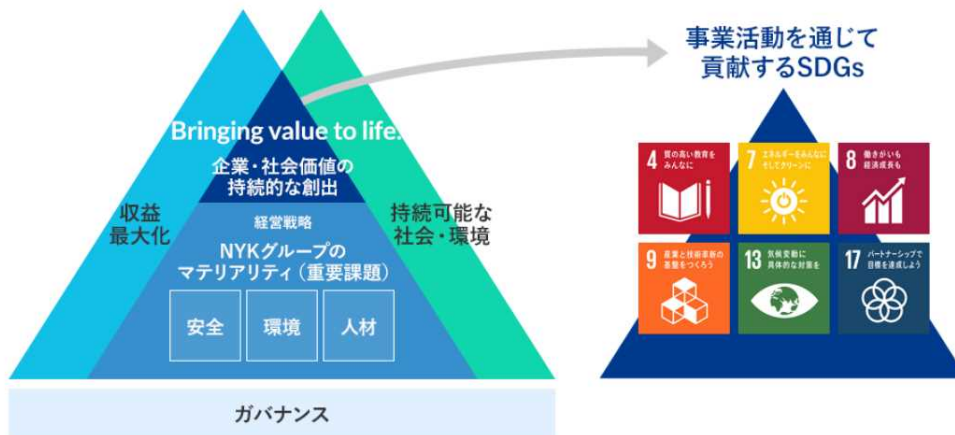 Bringing value to life.
企業・社会価値の
持続的な創出
収益
最大化
持続可能な
社会・環境
経営戦略
NYKグループの
マテリアリティ（重要課題）
安全
環境
人材
ガバナンス
事業活動を通じて
貢献するSDGs
4 質の高い教育を
みんなに
7 エネルギーをみんなに
そしてクリーンに
8 働きがいも
経済成長も
9 産業と技術革新の
基盤をつくろう
13 気候変動に
具体的な対策を
17 パートナーシップで
目標を達成しよう